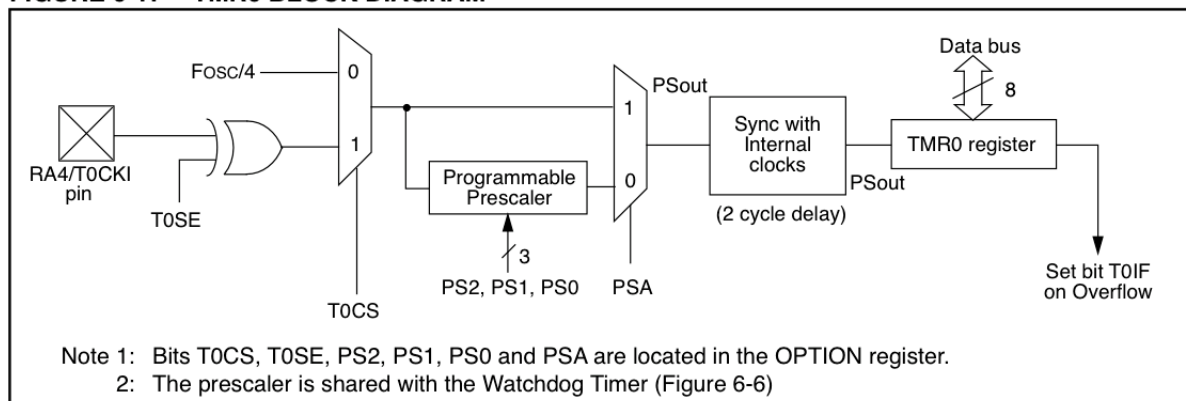 FIGURE 6-1: TMR0 BLOCK DIAGRAM
Data bus
8
FOSC/4
0
PSout
1
1
Sync with
Internal
clocks
TMR0 register
RA4/T0CKI
pin
Programmable
Prescaler
0
PSout
T0SE
(2 cycle delay)
3
PS2, PS1, PS0
PSA
Set bit T0IF
on Overflow
T0CS
Note 1: Bits T0CS, T0SE, PS2, PS1, PS0 and PSA are located in the OPTION register.
2: The prescaler is shared with the Watchdog Timer (Figure 6-6)